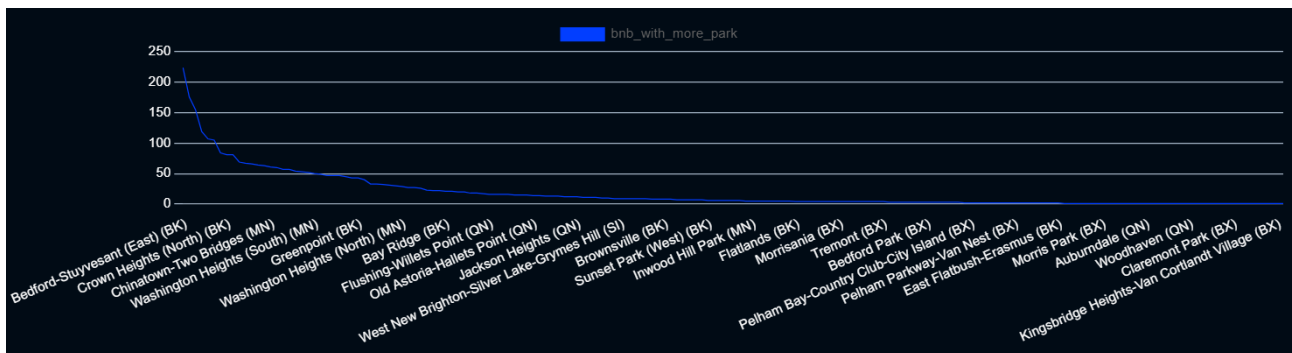 bnb_with_more_park
250
200
150
100
50
0
Bedford-Stuyvesant (East) (BK)
Crown Heights (North) (BK)
Chinatown-Two Bridges (MN)
Washington Heights (South) (MN)
Greenpoint (BK)
Washington Heights (North) (MN)
Bay Ridge (BK)
Flushing-Willets Point (QN)
Old Astoria-Hallets Point (QN)
Jackson Heights (QN)
West New Brighton-Silver Lake-Grymes Hill (SI)
Brownsville (BK)
Sunset Park (West) (BK)
Inwood Hill Park (MN)
Flatlands (BK)
Morrisania (BX)
Tremont (BX)
Bedford Park (BX)
Pelham Bay-Country Club-City Island (BX)
Pelham Parkway-Van Nest (BX)
East Flatbush-Erasmus (BK)
Morris Park (BX)
Auburndale (QN)
Woodhaven (QN)
Claremont Park (BX)
Kingsbridge Heights-Van Cortlandt Village (BX)